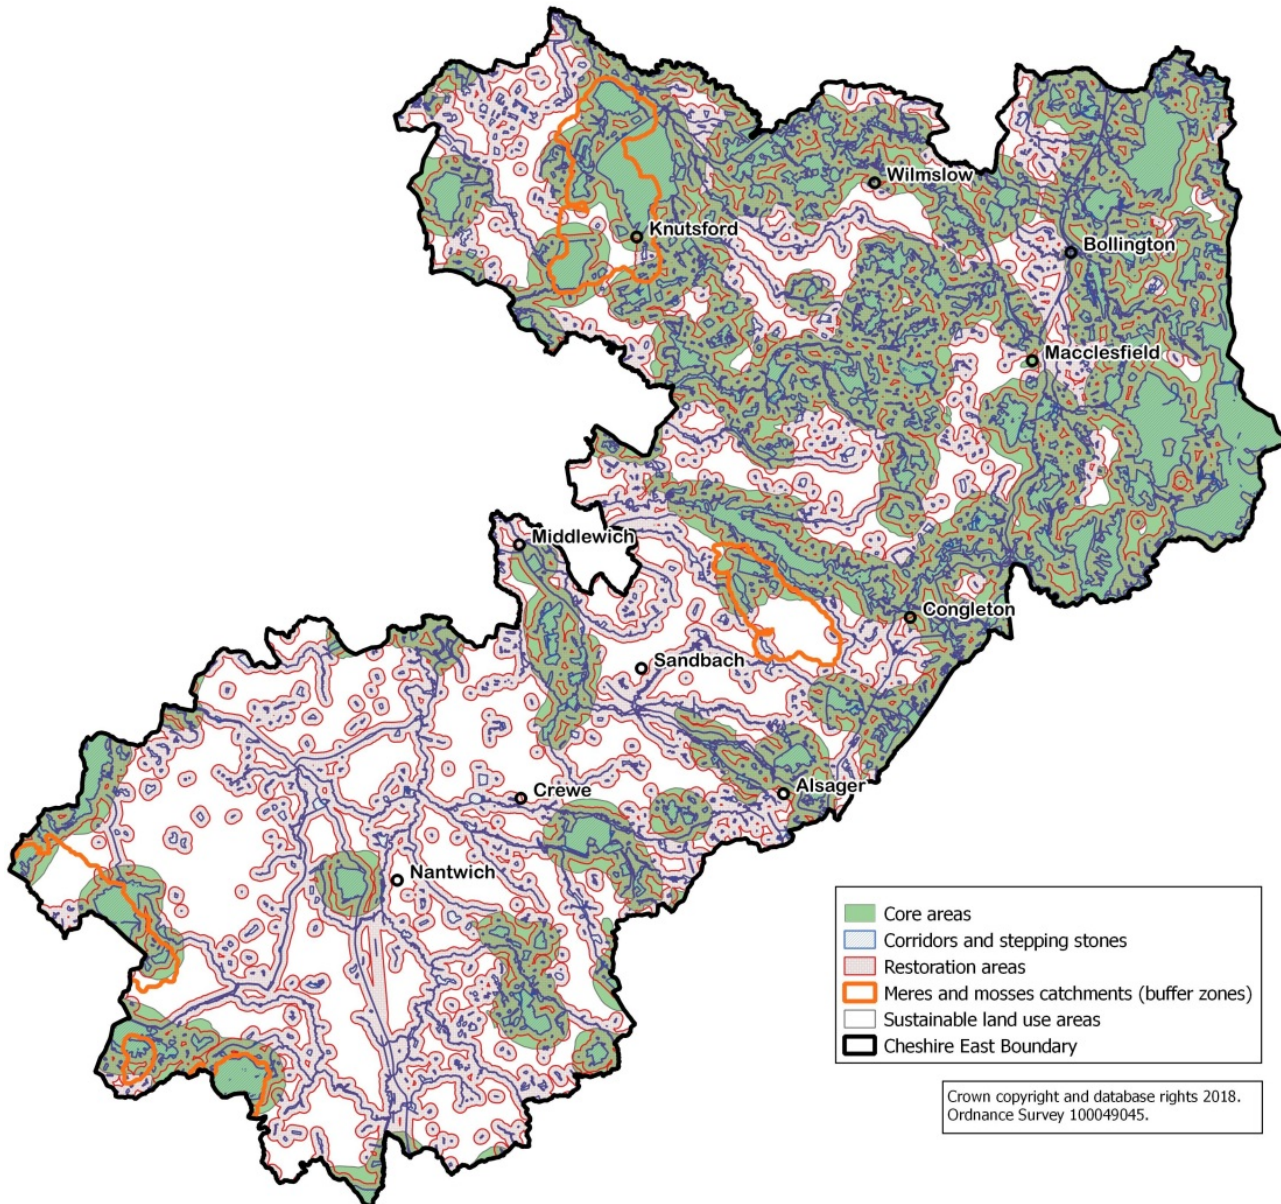 Wilmslow
Knutsford
Bollington
Macclesfield
Middlewich
Congleton
Sandbach
Crewe
Alsager
Nantwich
Core areas
Corridors and stepping stones
Restoration areas
Meres and mosses catchments (buffer zones)
Sustainable land use areas
Cheshire East Boundary
Crown copyright and database rights 2018.
Ordnance Survey 100049045.